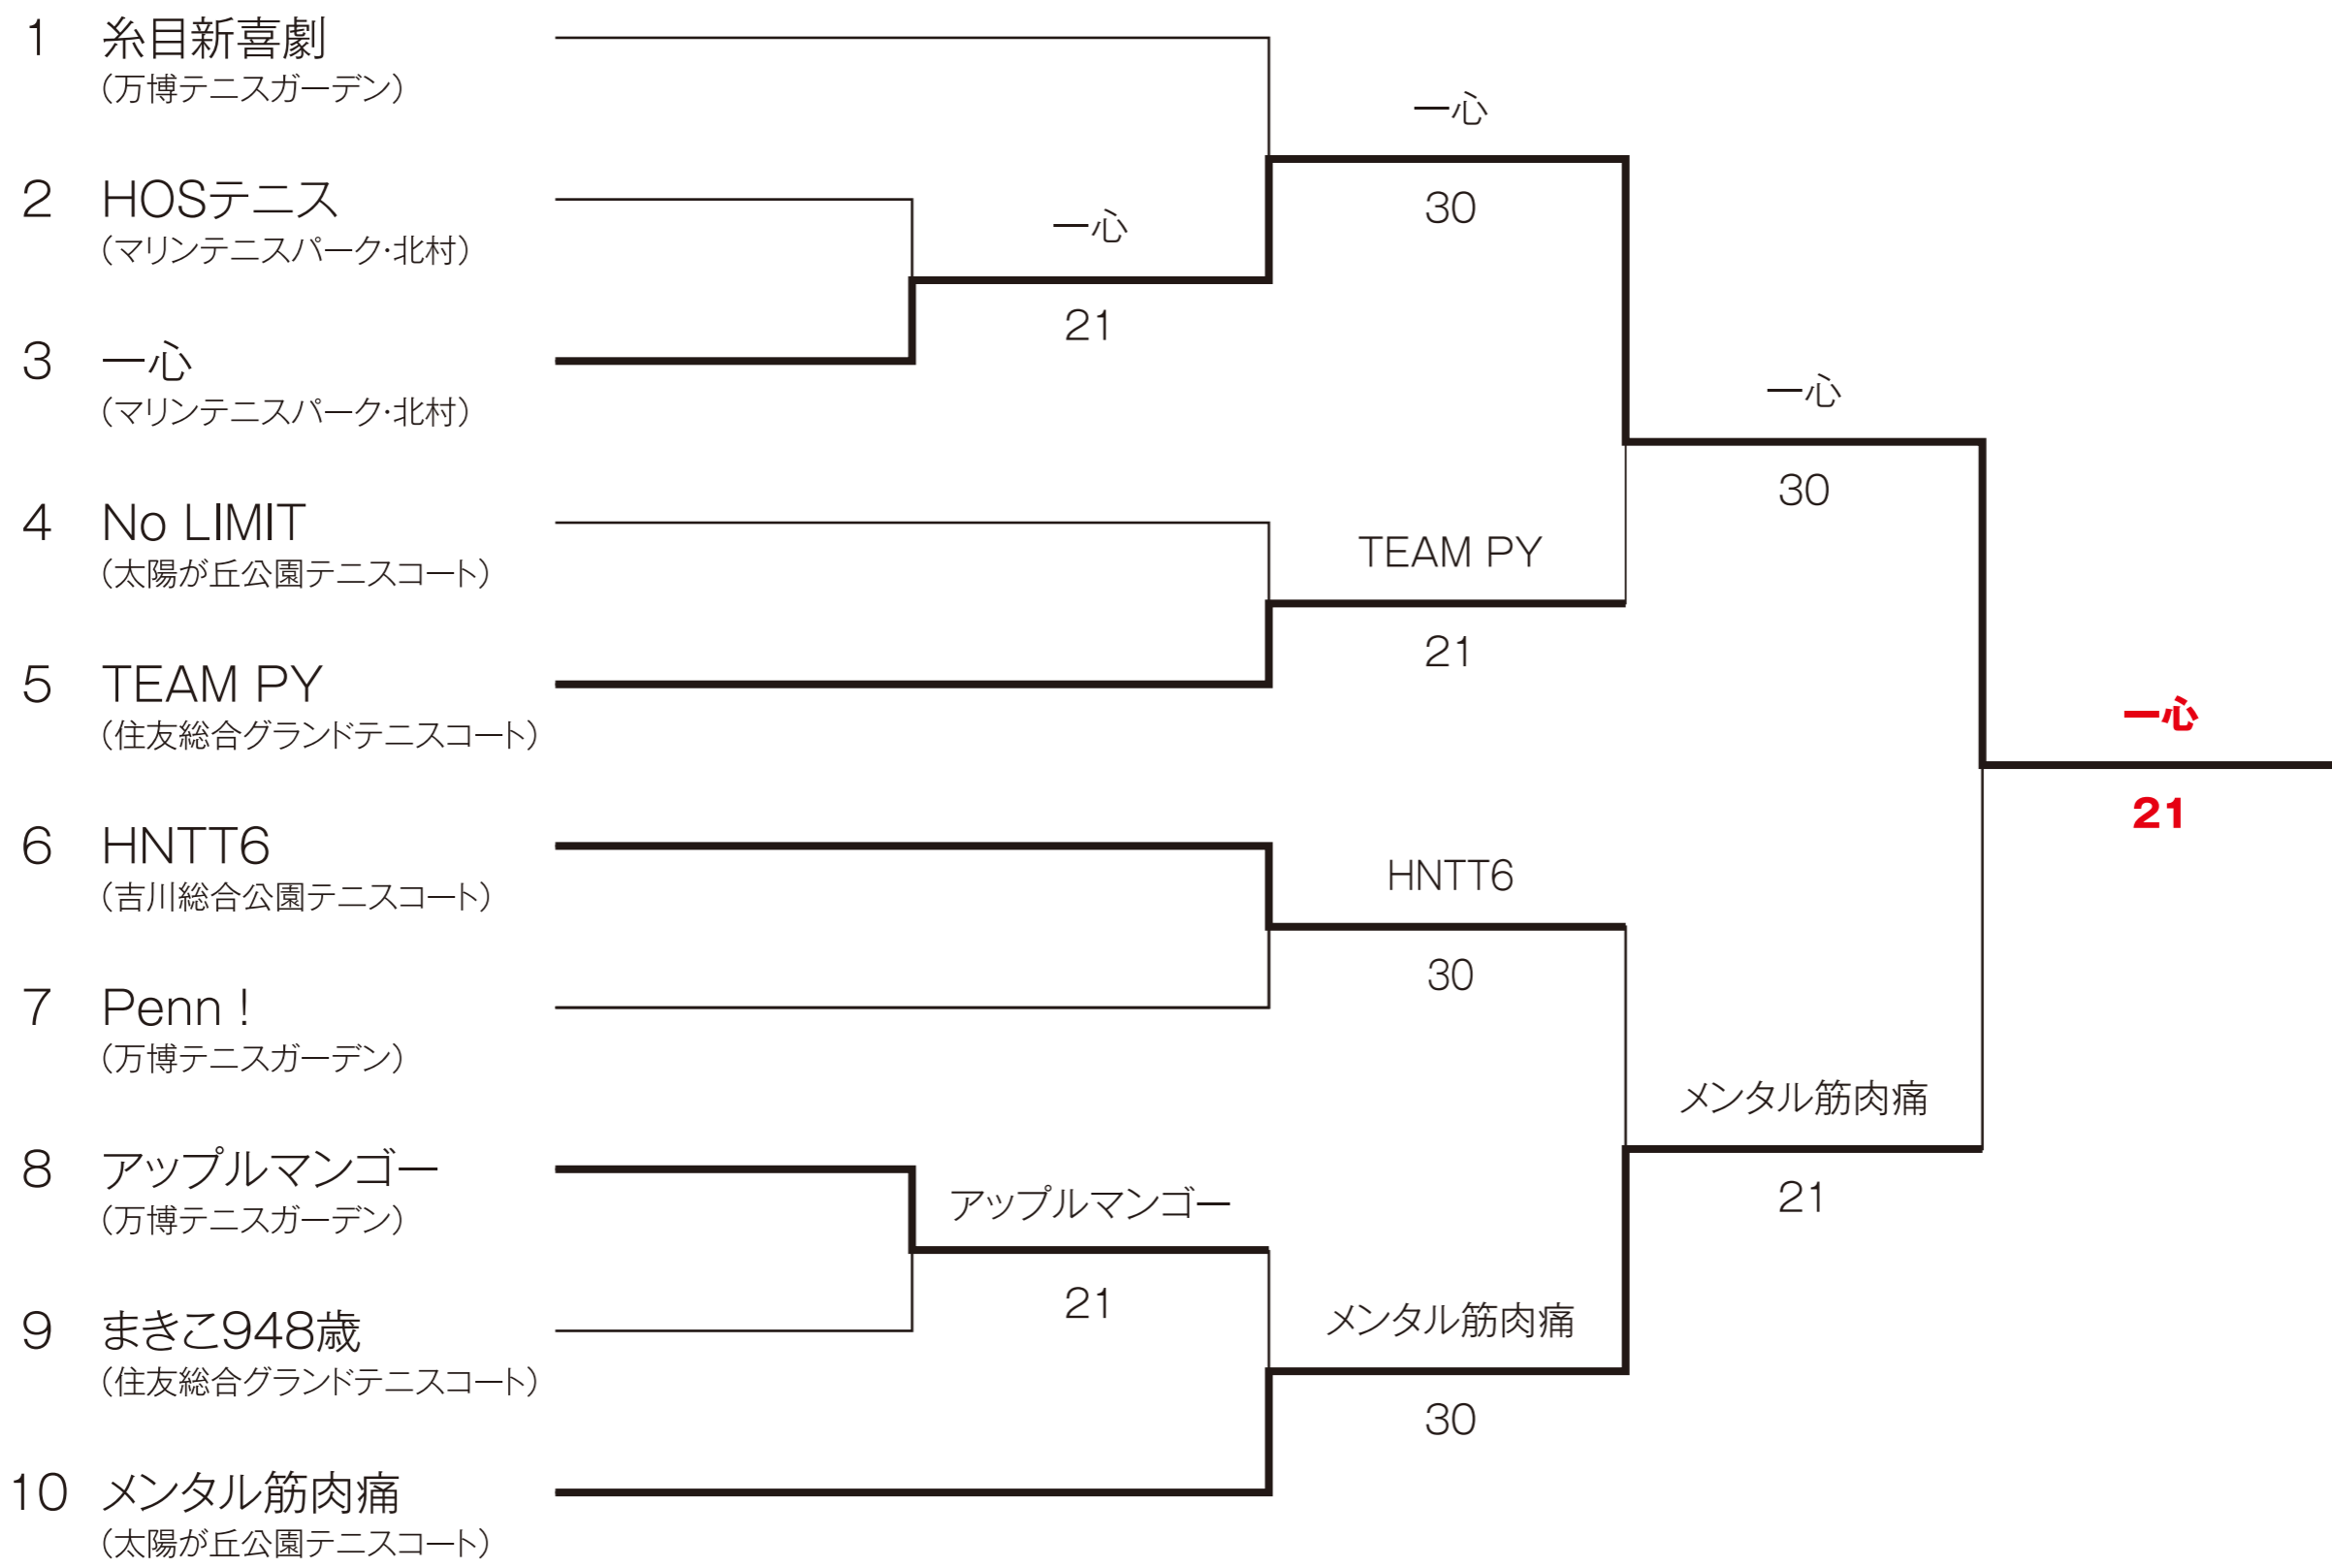 1 糸目新喜劇
（万博テニスガーデン）
2 HOSテニス
（マリンテニスパーク・北村）
3 一心
（マリンテニスパーク・北村）
4 No LIMIT
（太陽が丘公園テニスコート）
5 TEAM PY
（住友総合グランドテニスコート）
6 HNTT6
（吉川総合公園テニスコート）
7 Penn !
（万博テニスガーデン）
8 アップルマンゴー
（万博テニスガーデン）
9 まきこ948歳
（住友総合グランドテニスコート）
10 メンタル筋肉痛
（太陽が丘公園テニスコート）
一心
21
アップルマンゴー
21
一心
30
TEAM PY
21
HNTT6
30
メンタル筋肉痛
30
一心
30
メンタル筋肉痛
21
一心
21